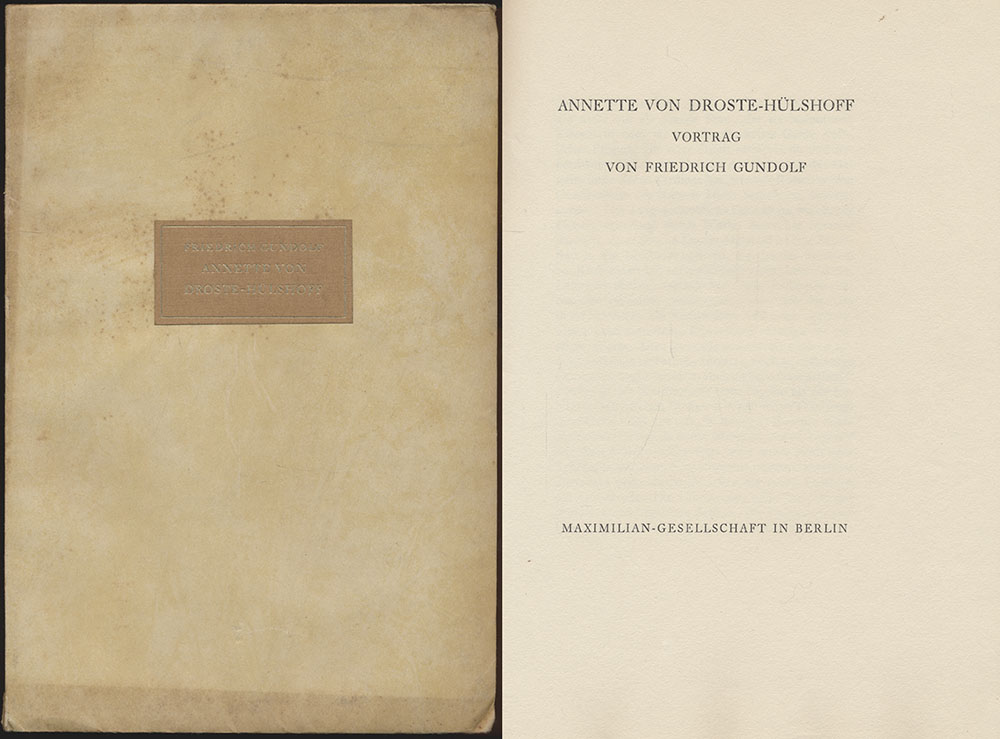 FRIEDRICH GUNDOLF
ANNETTE VON
DROSTE-HÜLSHOFF
ANNETTE VON DROSTE-HÜLSHOFF
VORTRAG
VON FRIEDRICH GUNDOLF
MAXIMILIAN-GESELLSCHAFT IN BERLIN